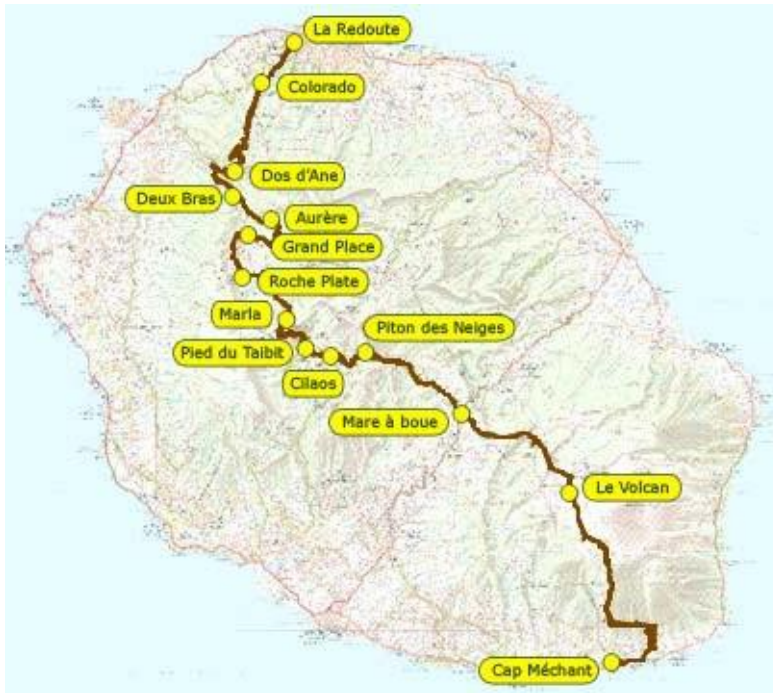 La Redoute
Colorado
Dos d'Ane
Deux Bras
Aurère
Grand Place
Roche Plate
Marla
Piton des Neiges
Pied du Taibit
Cilaos
Mare à boue
Le Volcan
Cap Méchant